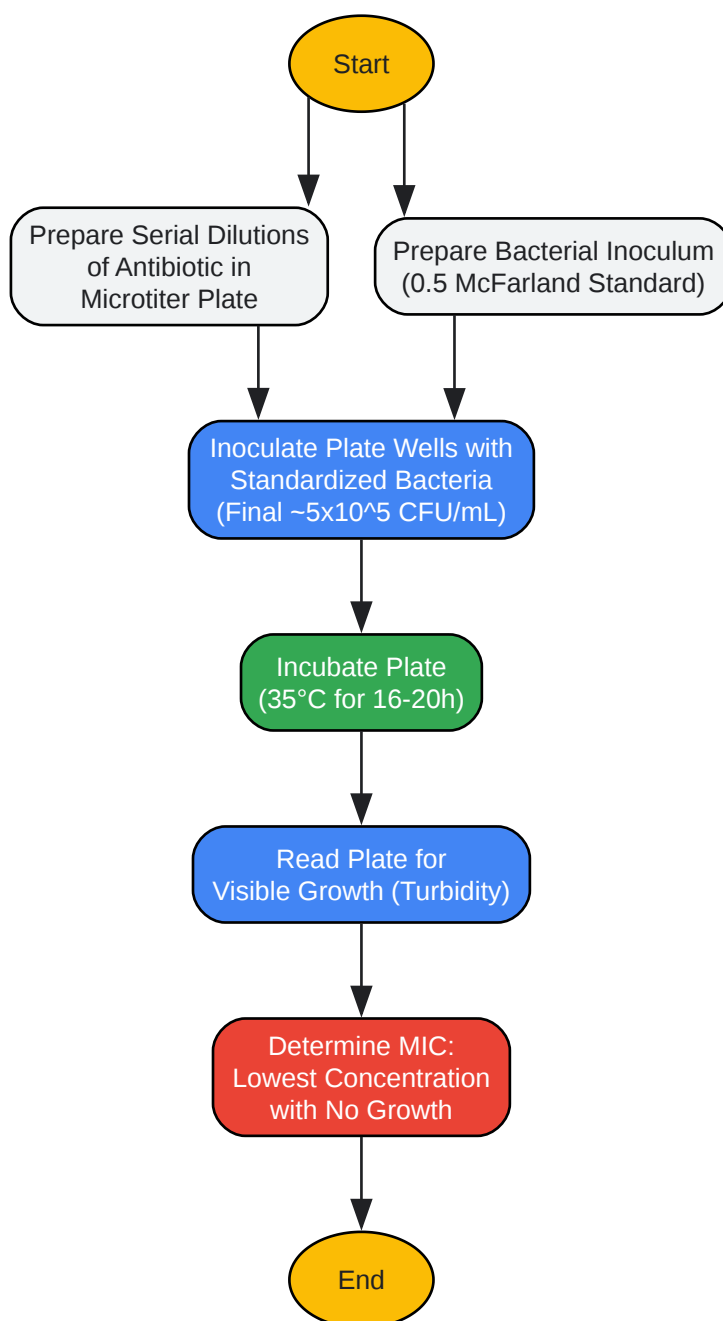 Start
Prepare Serial Dilutions
of Antibiotic in
Microtiter Plate
Prepare Bacterial Inoculum
(0.5 McFarland Standard)
Inoculate Plate Wells with
Standardized Bacteria
(Final ~5x10^5 CFU/mL)
Incubate Plate
(35°C for 16-20h)
Read Plate for
Visible Growth (Turbidity)
Determine MIC:
Lowest Concentration
with No Growth
End